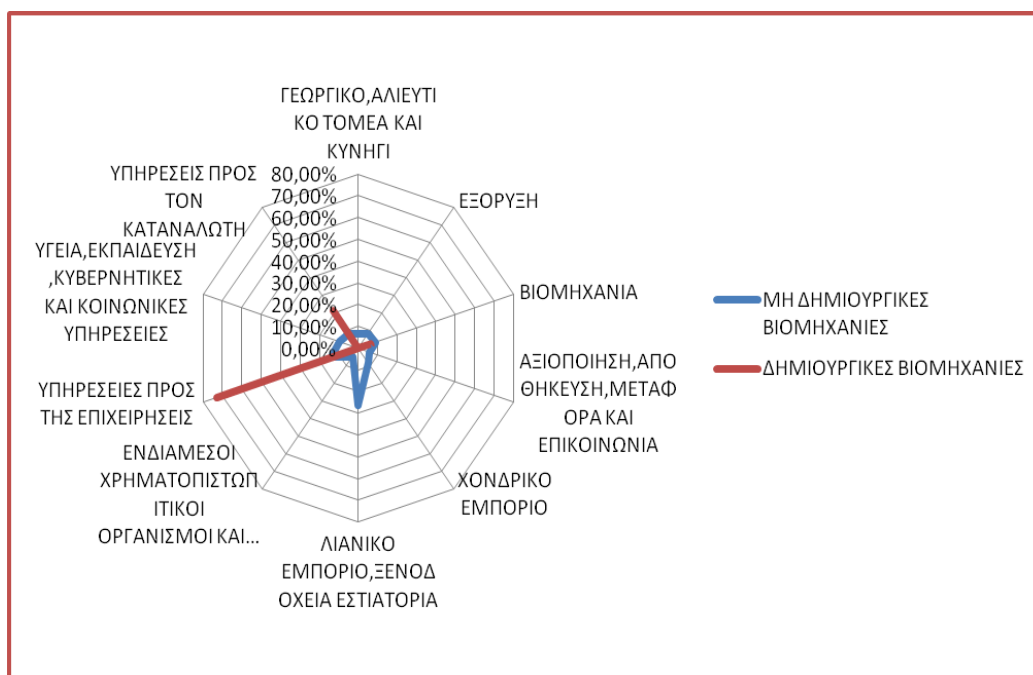 ΓΕΩΡΓΙΚΟ,ΑΛΙΕΥΤΙ
ΚΟ ΤΟΜΕΑ ΚΑΙ
ΚΥΝΗΓΙ
ΕΞΟΡΥΞΗ
ΒΙΟΜΗΧΑΝΙΑ
ΑΞΙΟΠΟΙΗΣΗ,ΑΠΟ
ΘΗΚΕΥΣΗ,ΜΕΤΑΦ
ΟΡΑ ΚΑΙ
ΕΠΙΚΟΙΝΩΝΙΑ
ΧΟΝΔΡΙΚΟ
ΕΜΠΟΡΙΟ
ΛΙΑΝΙΚΟ
ΕΜΠΟΡΙΟ,ΞΕΝΟΔ
ΟΧΕΙΑ ΕΣΤΙΑΤΟΡΙΑ
ΕΝΔΙΑΜΕΣΟΙ
ΧΡΗΜΑΤΟΠΙΣΤΩΠ
ΙΤΙΚΟΙ
ΟΡΓΑΝΙΣΜΟΙ ΚΑΙ...
ΥΠΗΡΕΣΕΙΕΣ ΠΡΟΣ
ΤΗΣ ΕΠΙΧΕΙΡΗΣΕΙΣ
ΥΓΕΙΑ,ΕΚΠΑΙΔΕΥΣΗ
,ΚΥΒΕΡΝΗΤΙΚΕΣ
ΚΑΙ ΚΟΙΝΩΝΙΚΕΣ
ΥΠΗΡΕΣΕΙΕΣ
ΥΠΗΡΕΣΕΙΣ ΠΡΟΣ
ΤΟΝ
ΚΑΤΑΝΑΛΩΤΗ
80,00%
70,00%
60,00%
50,00%
40,00%
30,00%
20,00%
10,00%
0,00%
ΜΗ ΔΗΜΙΟΥΡΓΙΚΕΣ
ΒΙΟΜΗΧΑΝΙΕΣ
ΔΗΜΙΟΥΡΓΙΚΕΣ ΒΙΟΜΗΧΑΝΙΕΣ